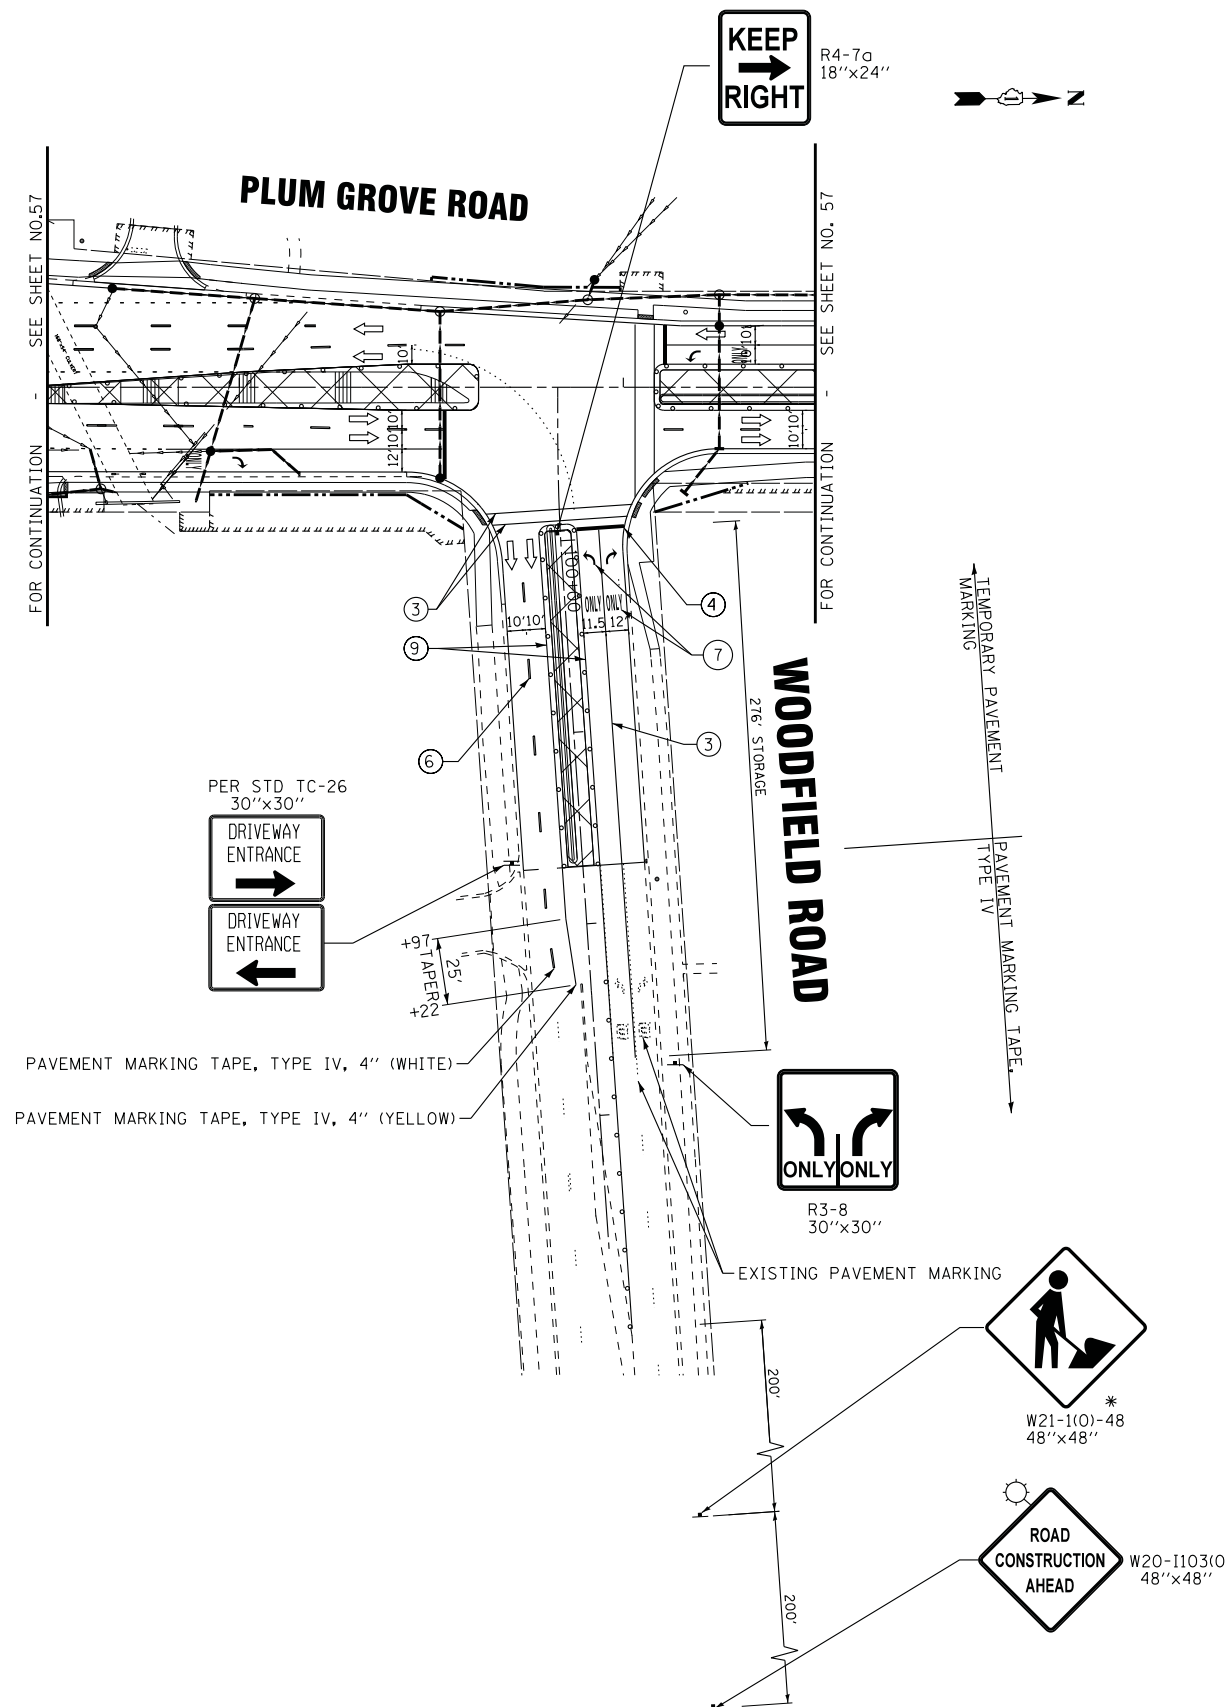 KEEP
RIGHT
R4-7a
18"x24"
N
PLUM GROVE ROAD
FOR CONTINUATION - SEE SHEET NO.57
FOR CONTINUATION - SEE SHEET NO. 57
10'
10'10'
12'10'10'
10'10'
3
4
9
7
6
3
100+00
ONLY
ONLY
10'10'
11.5
12'
276' STORAGE
WOODFIELD ROAD
TEMPORARY PAVEMENT
MARKING
PAVEMENT MARKING TAPE,
TYPE IV
PER STD TC-26
30"x30"
DRIVEWAY
ENTRANCE
DRIVEWAY
ENTRANCE
+97
TAPER
25'
+22
PAVEMENT MARKING TAPE, TYPE IV, 4" (WHITE)
PAVEMENT MARKING TAPE, TYPE IV, 4" (YELLOW)
ONLY
ONLY
R3-8
30"x30"
EXISTING PAVEMENT MARKING
200'
*
W21-1(O)-48
48"x48"
ROAD
CONSTRUCTION
AHEAD
W20-I103(O
48"x48"
200'